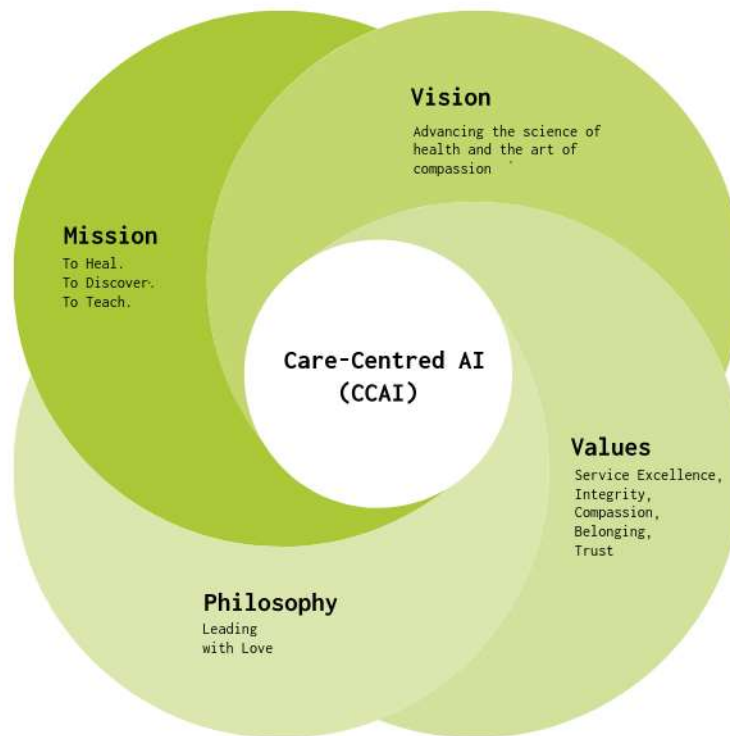 Vision
Advancing the science of
health and the art of
compassion
Mission
To Heal.
To Discover.
To Teach.
Care-Centred AI
(CCAI)
Values
Service Excellence,
Integrity,
Compassion,
Belonging,
Trust
Philosophy
Leading
with Love